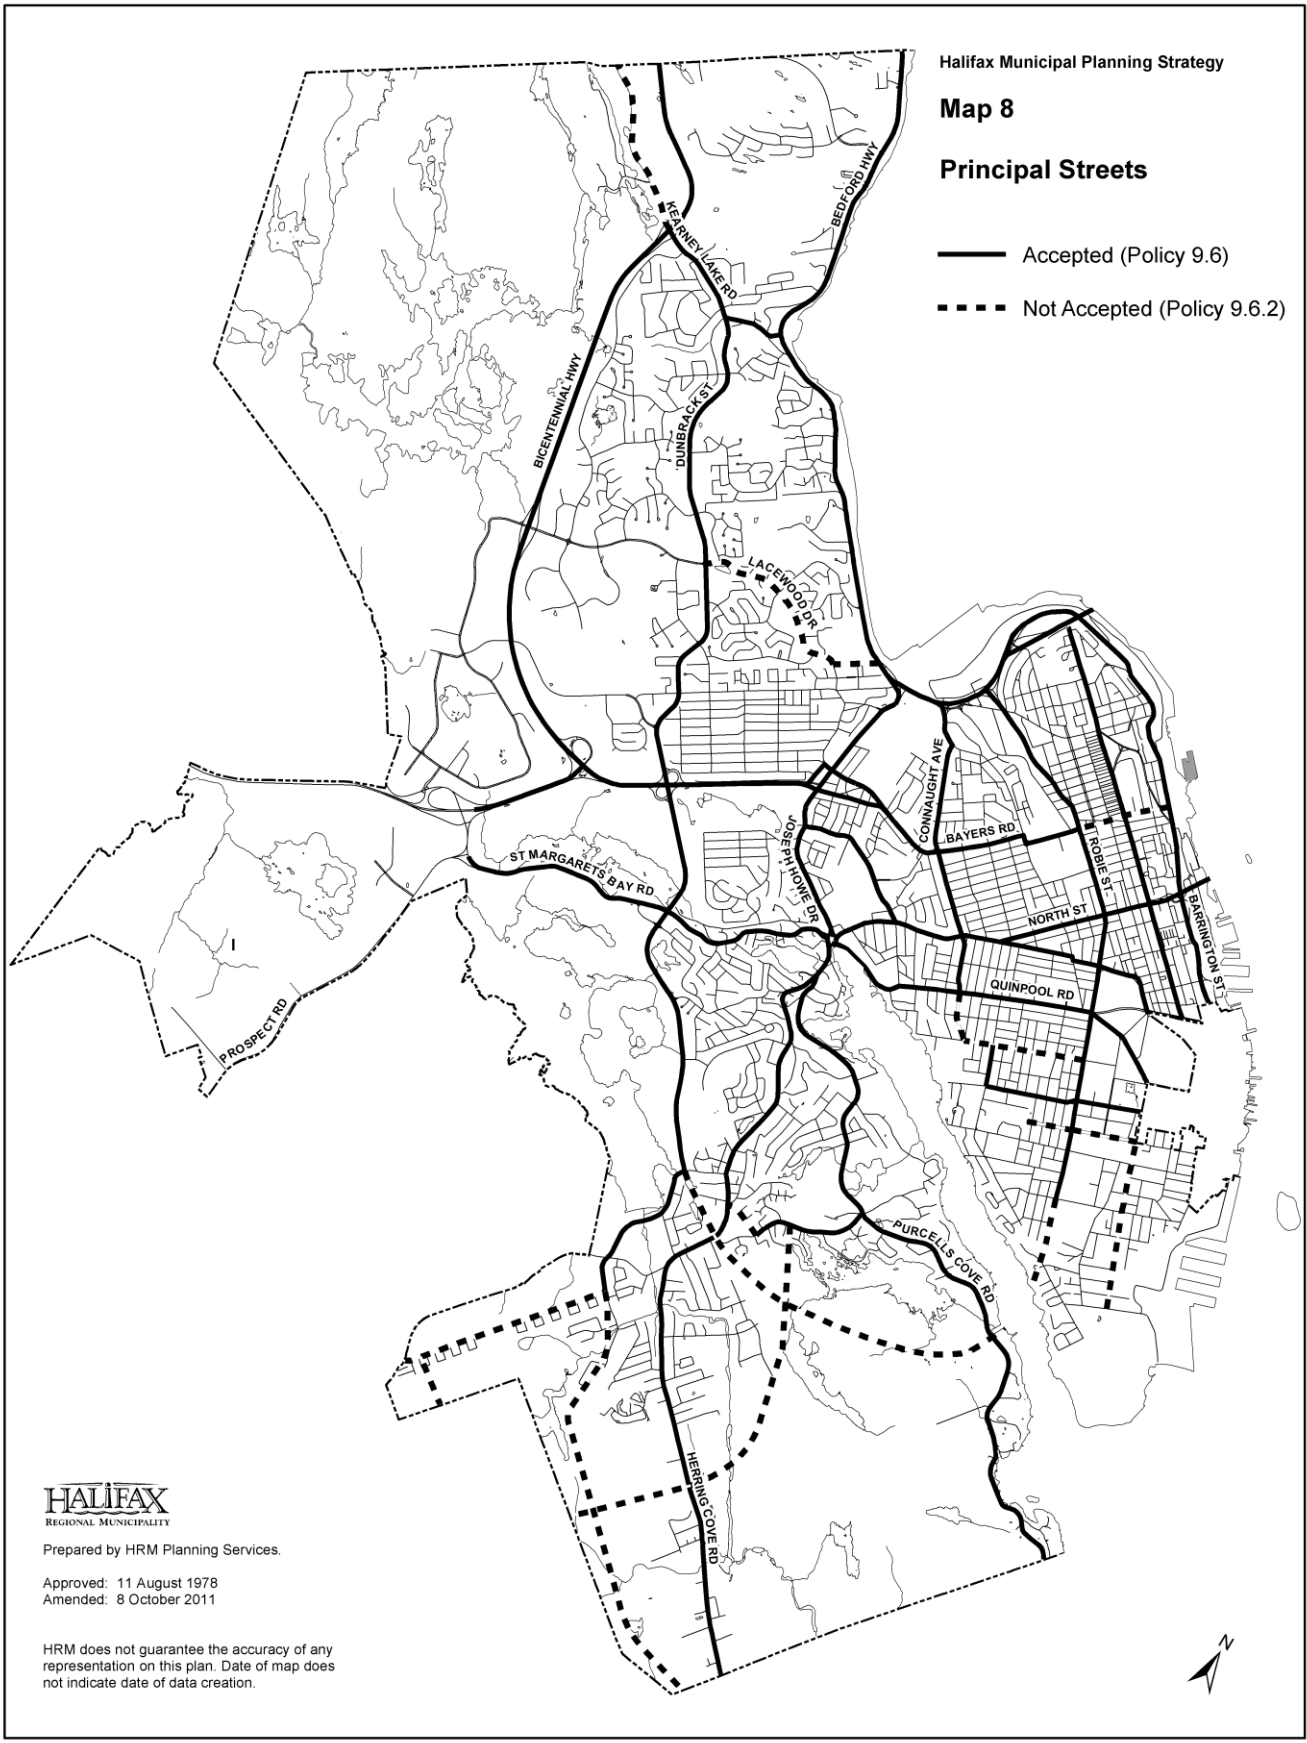 Halifax Municipal Planning Strategy
Map 8
Principal Streets
Accepted (Policy 9.6)
Not Accepted (Policy 9.6.2)
BEDFORD HWY
KEARNEY LAKE RD
BICENTENNIAL HWY
DUNBRACK ST
LACEWOOD DR
CONNAUGHT AVE
BAYERS RD
JOSEPH HOWE DR
ROBIE ST
ST MARGARETS BAY RD
NORTH ST
BARRINGTON ST
QUINPOOL RD
PROSPECT RD
PURCELLS COVE RD
HERRING COVE RD
HALIFAX
REGIONAL MUNICIPALITY
Prepared by HRM Planning Services.
Approved: 11 August 1978
Amended: 8 October 2011
HRM does not guarantee the accuracy of any
representation on this plan. Date of map does
not indicate date of data creation.
N